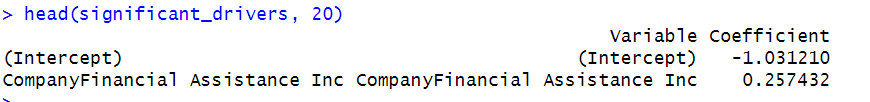 > head(significant_drivers, 20)
Variable Coefficient
(Intercept) (Intercept) -1.031210
CompanyFinancial Assistance Inc CompanyFinancial Assistance Inc 0.257432
>